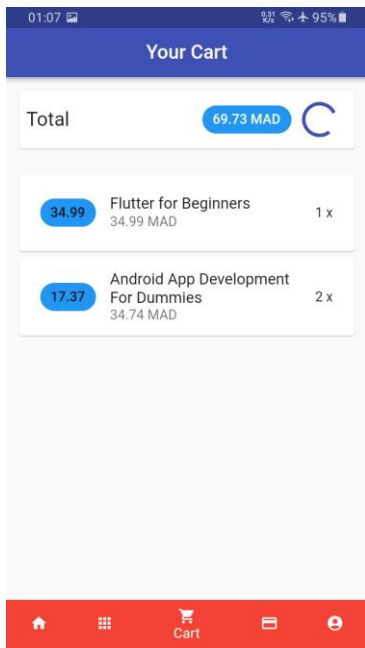 01:07 95%
Your Cart
Total 69.73 MAD
34.99 Flutter for Beginners 1 x
34.99 MAD
Android App Development
17.37 For Dummies 2 x
34.74 MAD
Cart